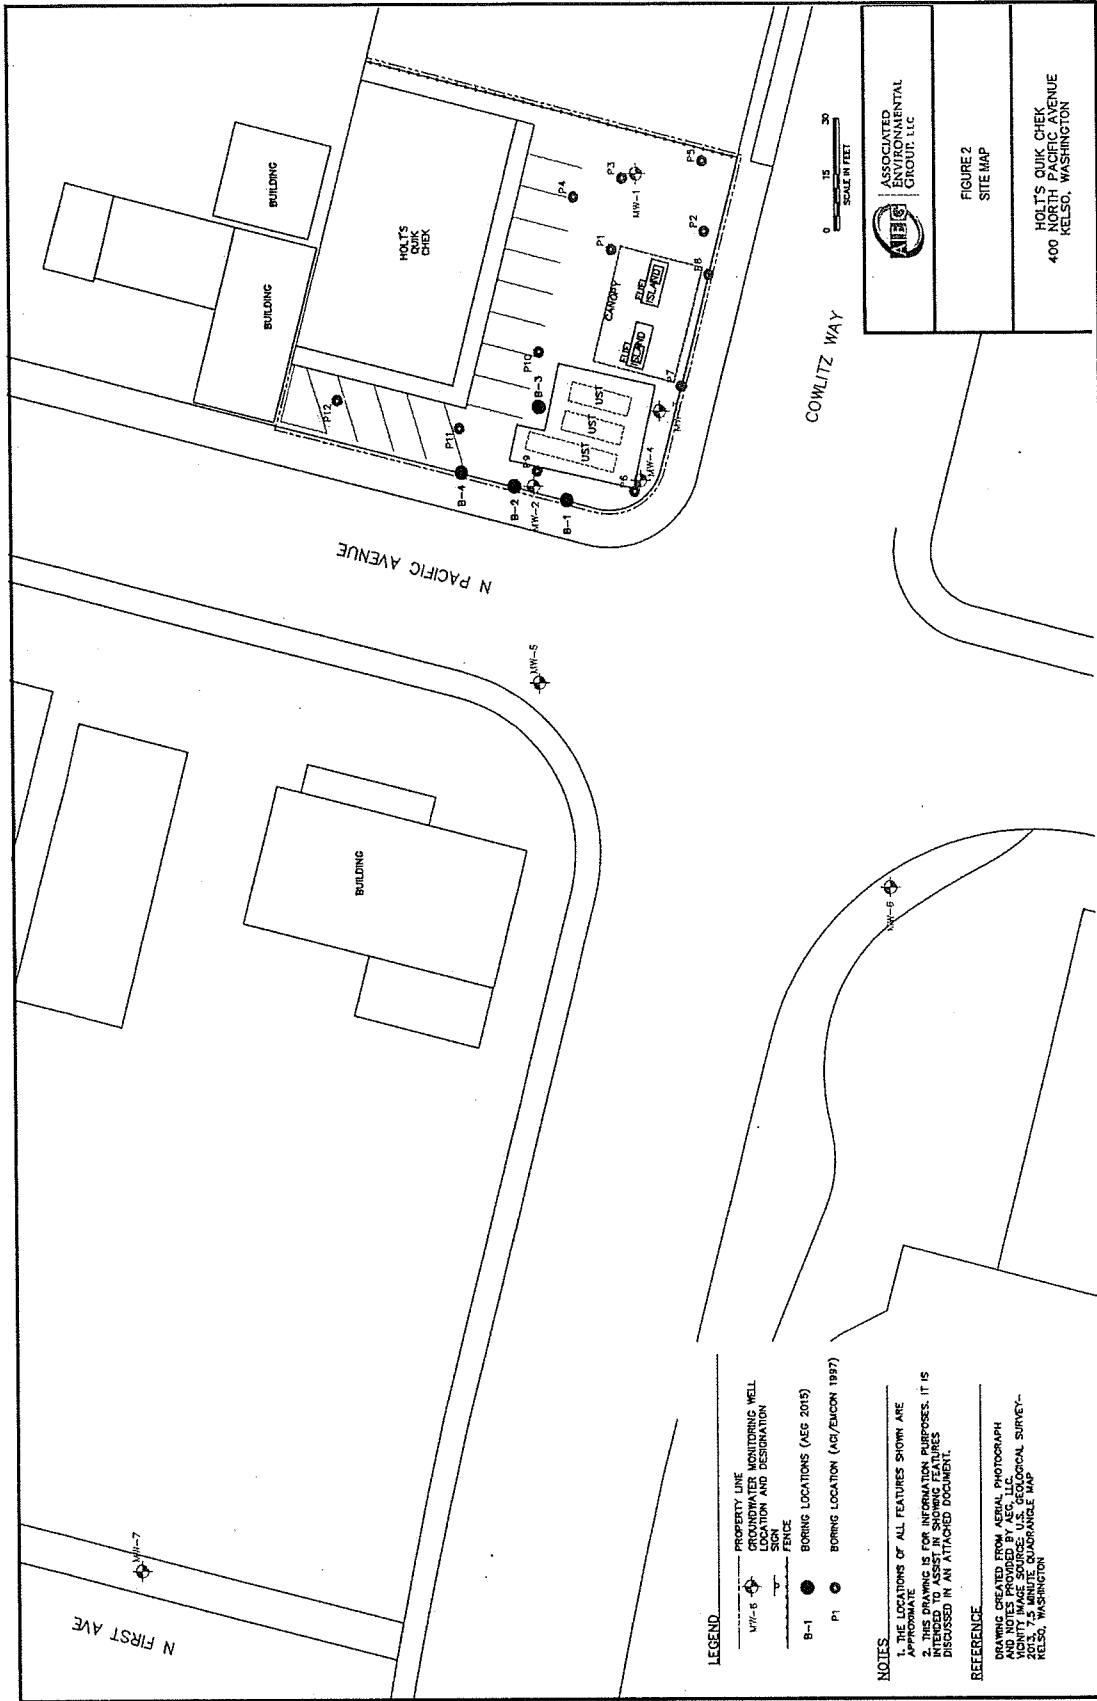 BUILDING
BUILDING
HOLT'S
QUIK
CHEK
P12
P11
P10
B-3
P4
P3
MW-1
P5
P2
P1
P8
CANOPY
FUEL
ISLAND
FUEL
ISLAND
P7
UST
UST
UST
MW-4
P6
P9
B-4
B-2
MW-2
B-1
N PACIFIC AVENUE
COWLITZ WAY
MW-5
BUILDING
MW-6
MW-7
N FIRST AVE
0 15 30
SCALE IN FEET
LEGEND
PROPERTY LINE
MW-6 GROUNDWATER MONITORING WELL
LOCATION AND DESIGNATION
SIGN
FENCE
B-1 BORING LOCATIONS (AEG 2015)
P1 BORING LOCATION (AGI/EMCON 1997)
NOTES
1. THE LOCATIONS OF ALL FEATURES SHOWN ARE
APPROXIMATE
2. THIS DRAWING IS FOR INFORMATION PURPOSES. IT IS
INTENDED TO ASSIST IN SHOWING FEATURES
DISCUSSED IN AN ATTACHED DOCUMENT.
REFERENCE
DRAWING CREATED FROM AERIAL PHOTOGRAPH
AND NOTES PROVIDED BY AEG, LLC.
VICINITY IMAGE SOURCE: U.S. GEOLOGICAL SURVEY-
2013, 7.5 MINUTE QUADRANGLE MAP
KELSO, WASHINGTON
AEG
ASSOCIATED
ENVIRONMENTAL
GROUP, LLC
FIGURE 2
SITE MAP
HOLT'S QUIK CHEK
400 NORTH PACIFIC AVENUE
KELSO, WASHINGTON